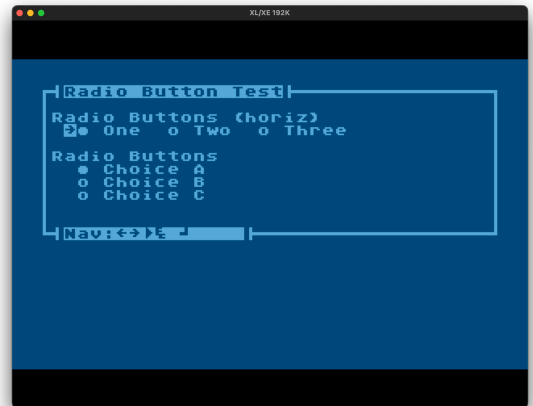 XL/XE 192K
Radio Button Test
Radio Buttons (horiz)
→● One o Two o Three
Radio Buttons
● Choice A
o Choice B
o Choice C
Nav:←→